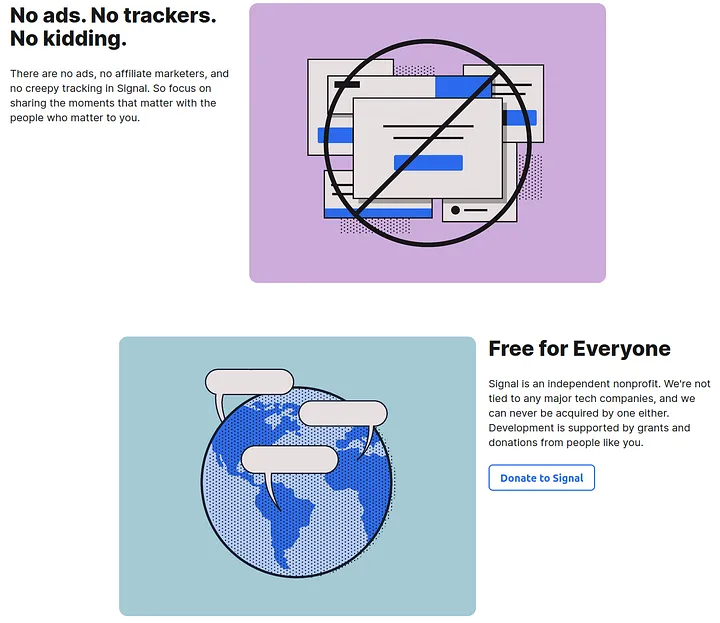 No ads. No trackers.
No kidding.
There are no ads, no affiliate marketers, and
no creepy tracking in Signal. So focus on
sharing the moments that matter with the
people who matter to you.
Free for Everyone
Signal is an independent nonprofit. We're not
tied to any major tech companies, and we
can never be acquired by one either.
Development is supported by grants and
donations from people like you.
Donate to Signal